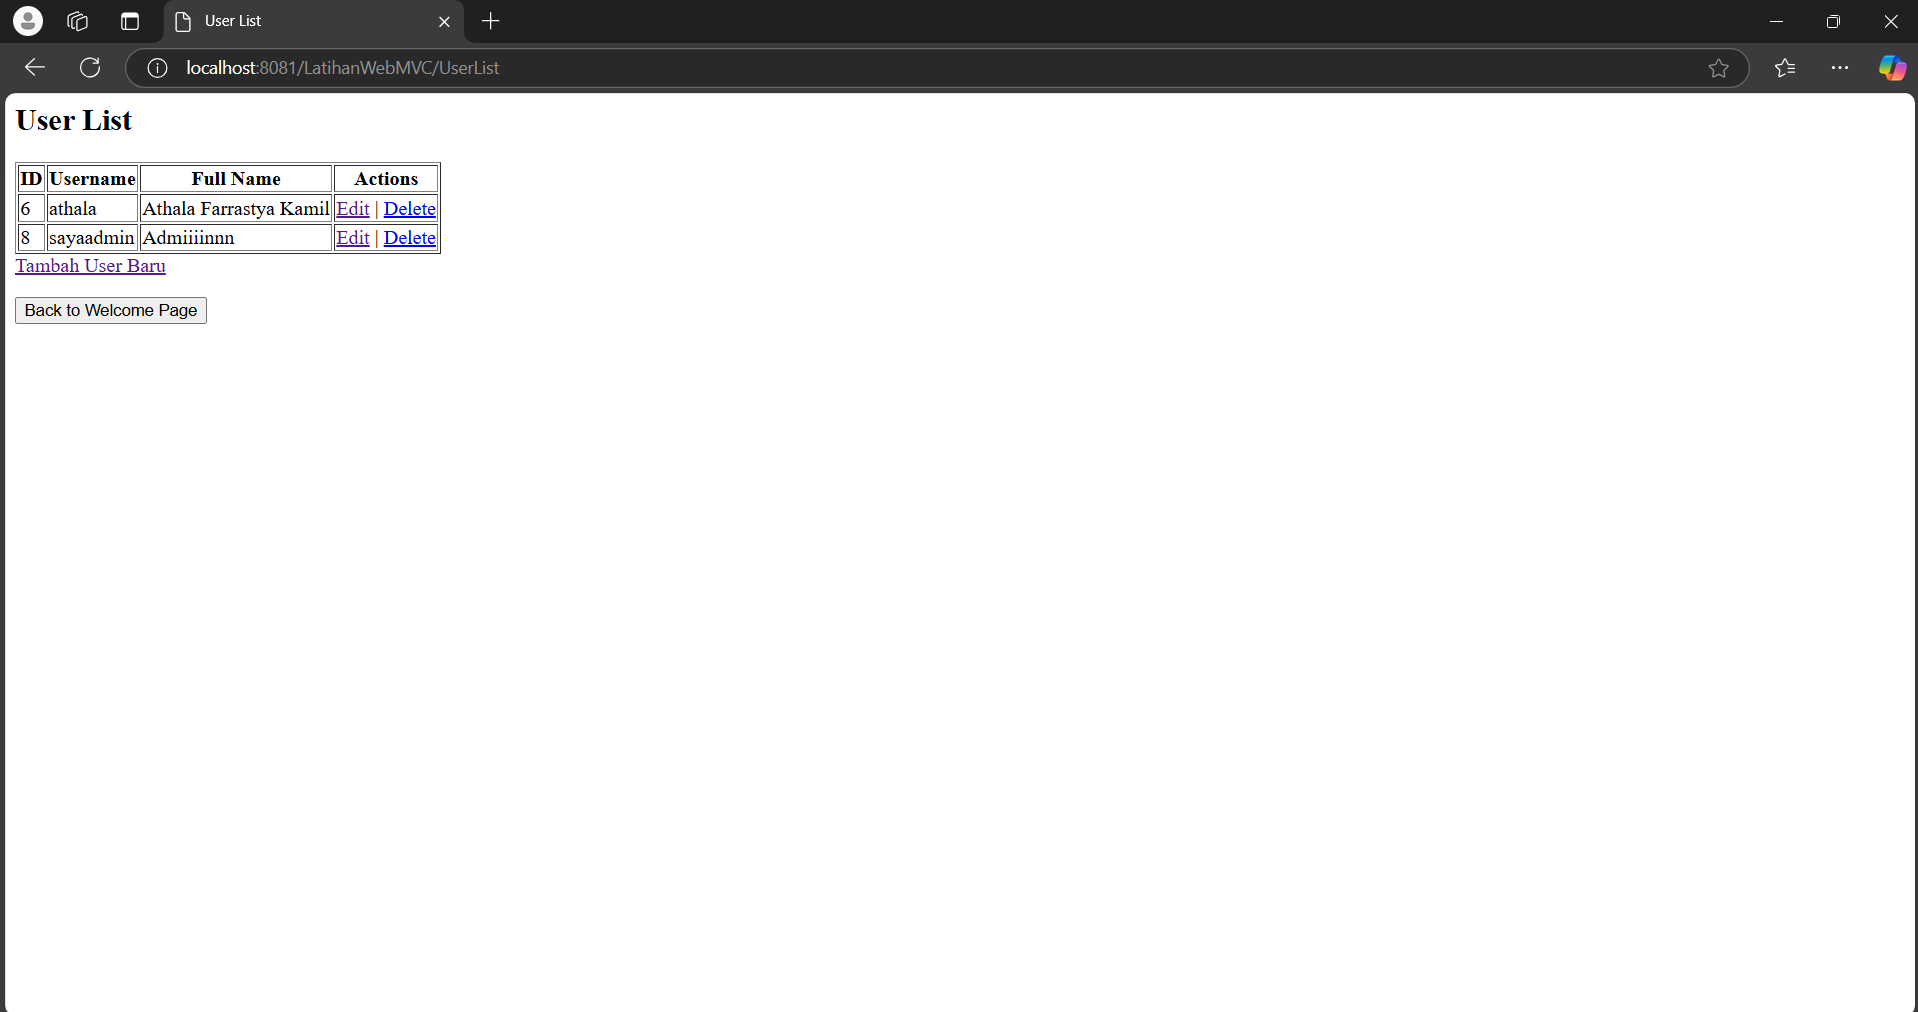 User List
localhost:8081/LatihanWebMVC/UserList
User List
ID Username Full Name Actions
6 athala Athala Farrastya Kamil Edit | Delete
8 sayaadmin Admiiiinnn Edit | Delete
Tambah User Baru
Back to Welcome Page